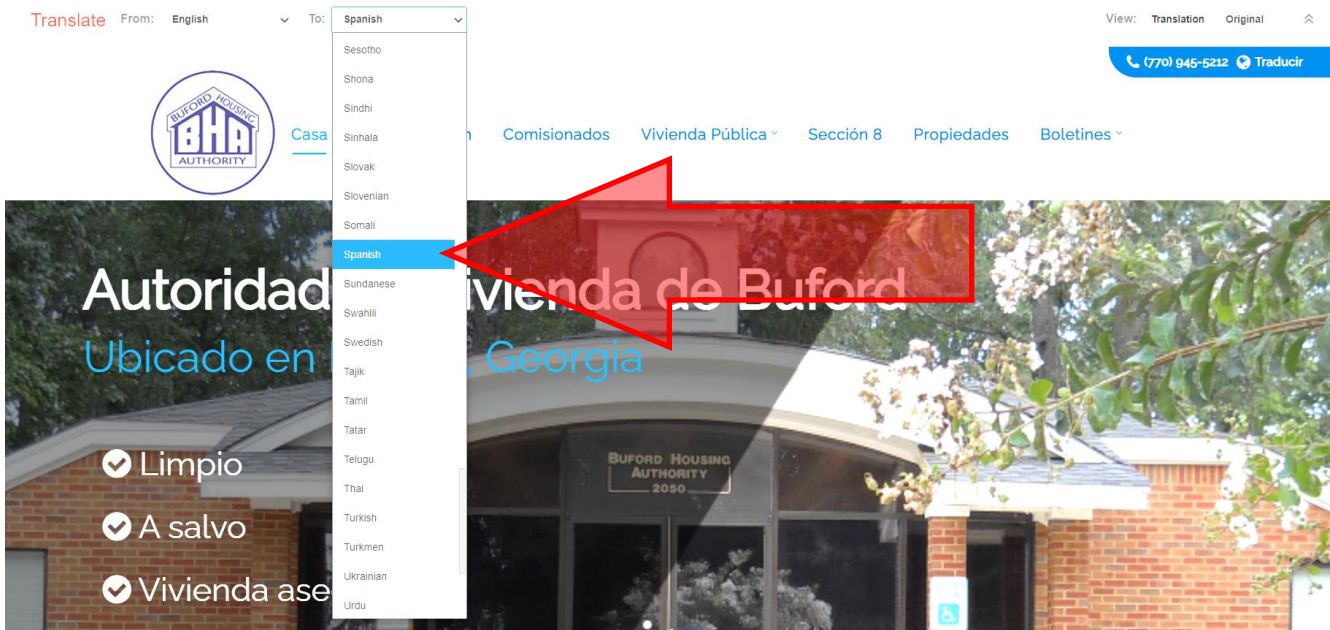 Translate From: English To: Spanish View: Translation Original
(770) 945-5212 Traducir
BUFORD HOUSING
BHA
AUTHORITY
Casa n Comisionados Vivienda Pública Sección 8 Propiedades Boletines
Sesotho
Shona
Sindhi
Sinhala
Slovak
Slovenian
Somali
Spanish
Sundanese
Swahili
Swedish
Tajik
Tamil
Tatar
Telugu
Thai
Turkish
Turkmen
Ukrainian
Urdu
Autoridad ivienda de Buford
Ubicado en , Georgia
Limpio
A salvo
Vivienda ase
BUFORD HOUSING
AUTHORITY
2050